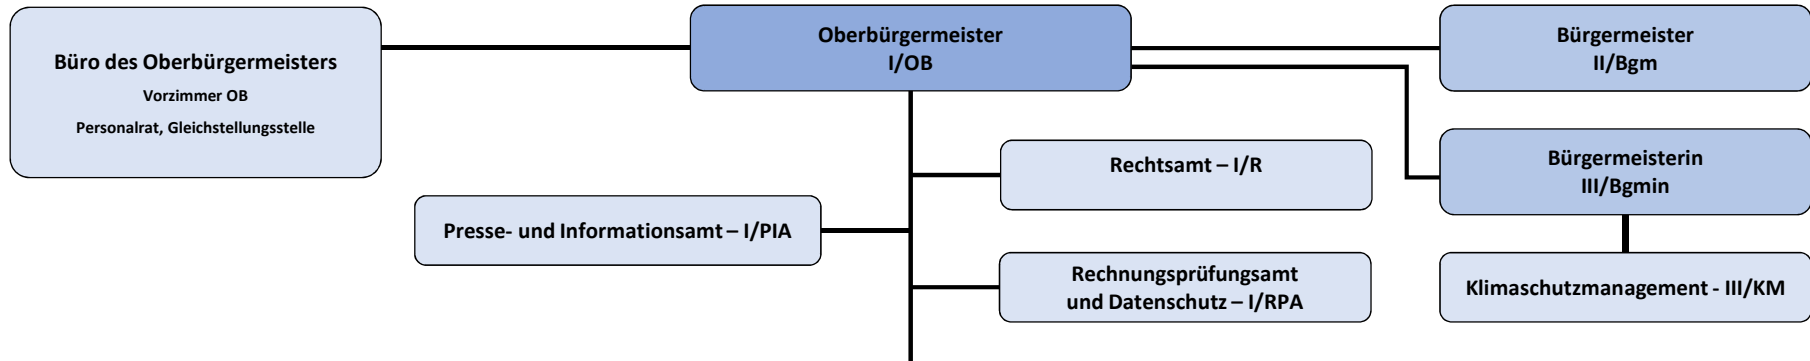 Büro des Oberbürgermeisters
Vorzimmer OB
Personalrat, Gleichstellungsstelle
Oberbürgermeister
I/OB
Bürgermeister
II/Bgm
Bürgermeisterin
III/Bgmin
Rechtsamt – I/R
Presse- und Informationsamt – I/PIA
Rechnungsprüfungsamt
und Datenschutz – I/RPA
Klimaschutzmanagement - III/KM